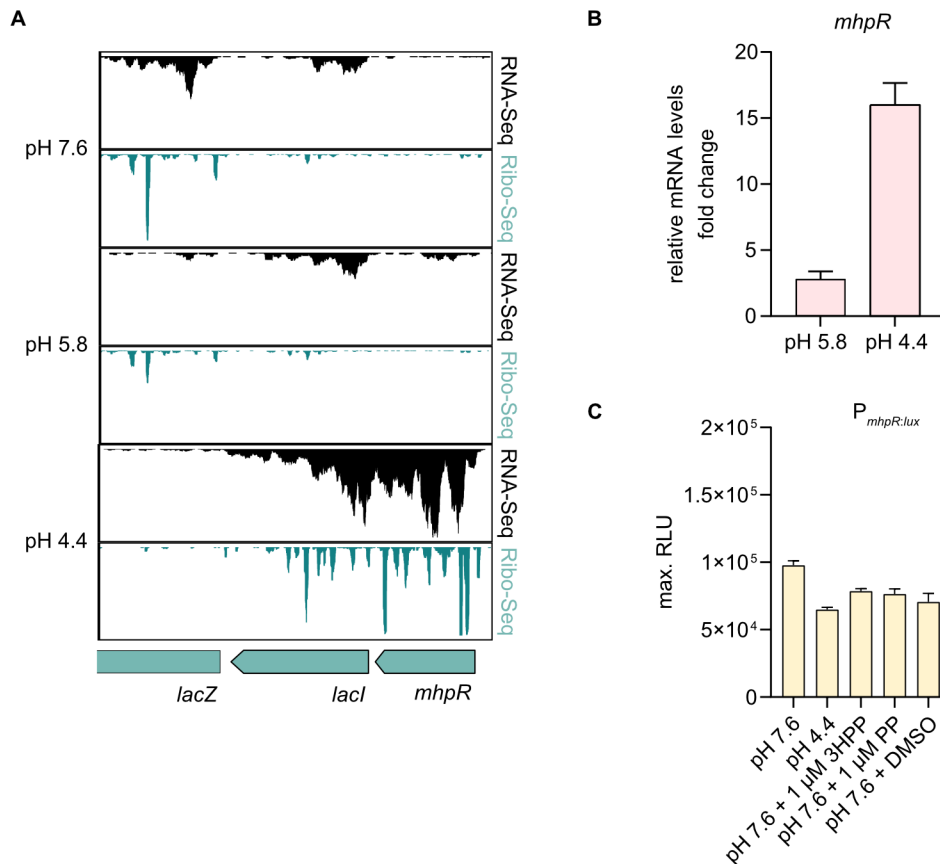 A
RNA-Seq
pH 7.6
Ribo-Seq
RNA-Seq
pH 5.8
Ribo-Seq
RNA-Seq
pH 4.4
Ribo-Seq
lacZ
lacI
mhpR
B
mhpR
relative mRNA levels
fold change
20
15
10
5
0
pH 5.8
pH 4.4
C
PmhpR:lux
max. RLU
2×10⁵
1×10⁵
1×10⁵
5×10⁴
0
pH 7.6
pH 4.4
pH 7.6 + 1 µM 3HPP
pH 7.6 + 1 µM PP
pH 7.6 + DMSO